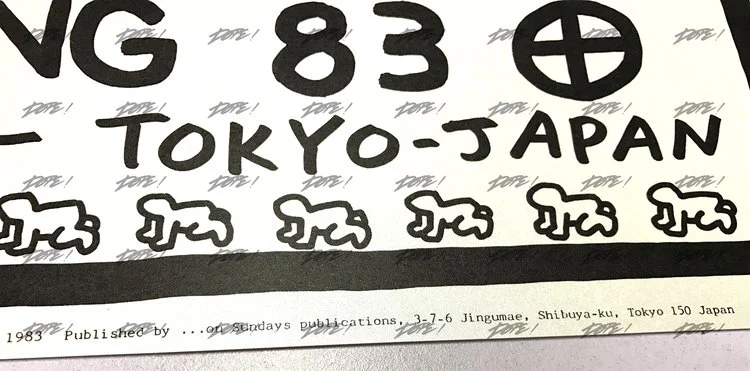 NG 83
- TOKYO-JAPAN
1983 Published by ...on Sundays publications, 3-7-6 Jingumae, Shibuya-ku, Tokyo 150 Japan
DOPE!